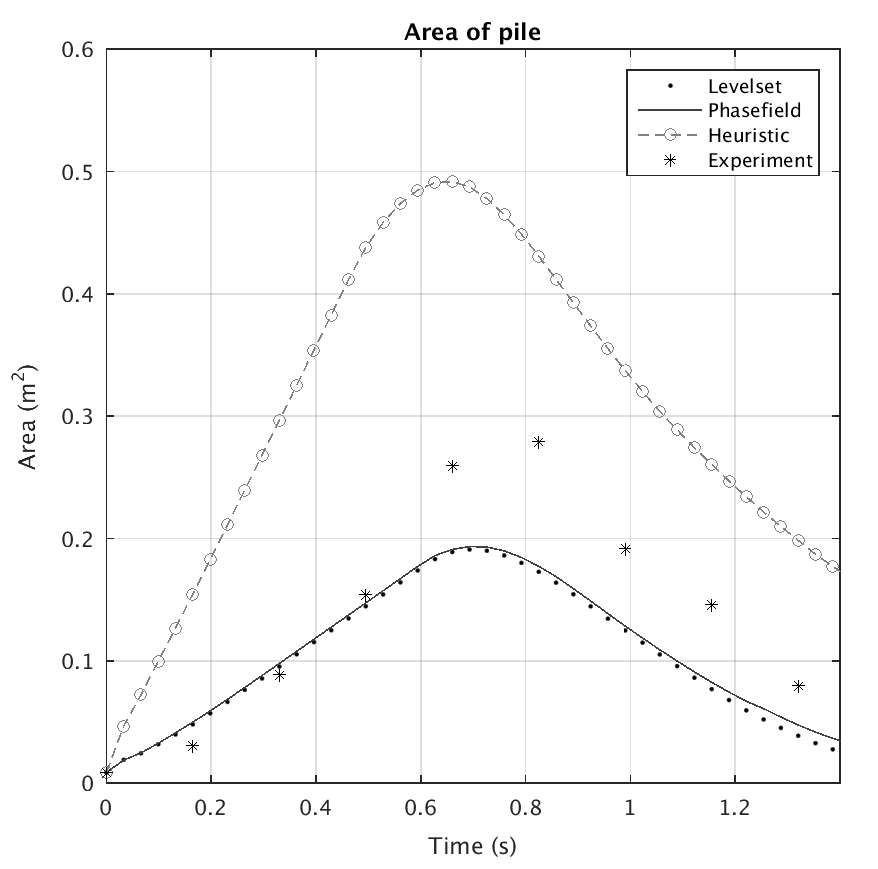 Area of pile
0.6
0.5
0.4
0.3
0.2
0.1
0
Area (m²)
Levelset
Phasefield
Heuristic
Experiment
0 0.2 0.4 0.6 0.8 1 1.2
Time (s)